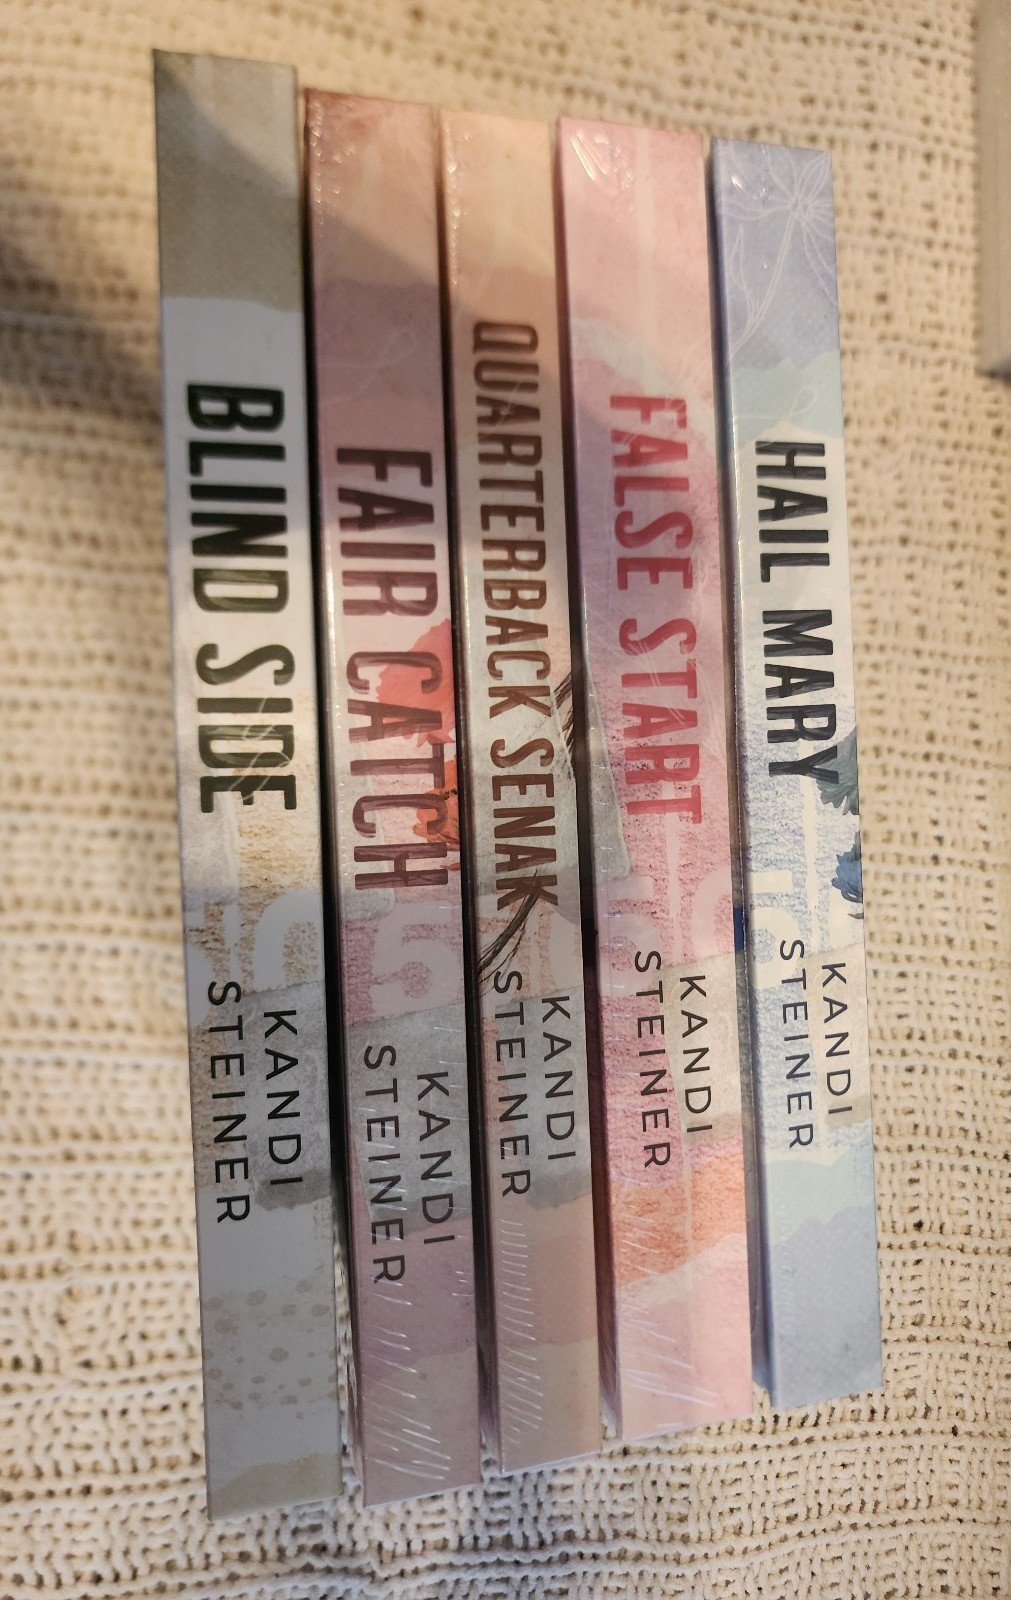 BLIND SIDE
KANDI
STEINER
FAIR CATCH
KANDI
STEINER
QUARTERBACK SENAK
KANDI
STEINER
FALSE START
KANDI
STEINER
HAIL MARY
KANDI
STEINER